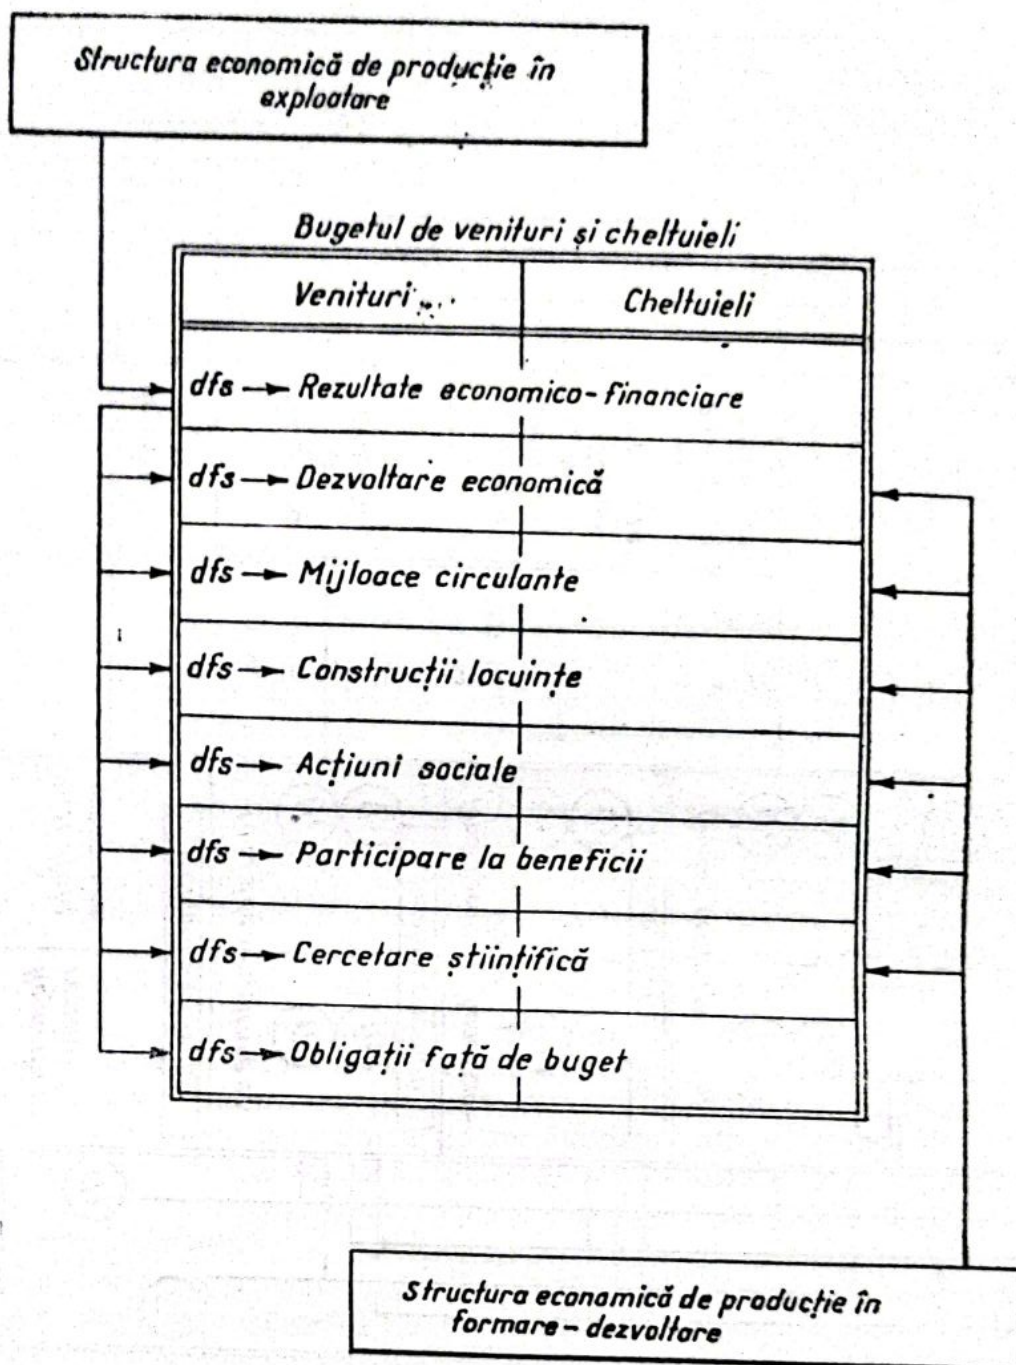 Structura economică de producție în
exploatare
Bugetul de venituri și cheltuieli
Venituri Cheltuieli
dfs Rezultate economico-financiare
dfs Dezvoltare economică
dfs Mijloace circulante
dfs Construcții locuințe
dfs Acțiuni sociale
dfs Participare la beneficii
dfs Cercetare științifică
dfs Obligații față de buget
Structura economică de producție în
formare-dezvoltare